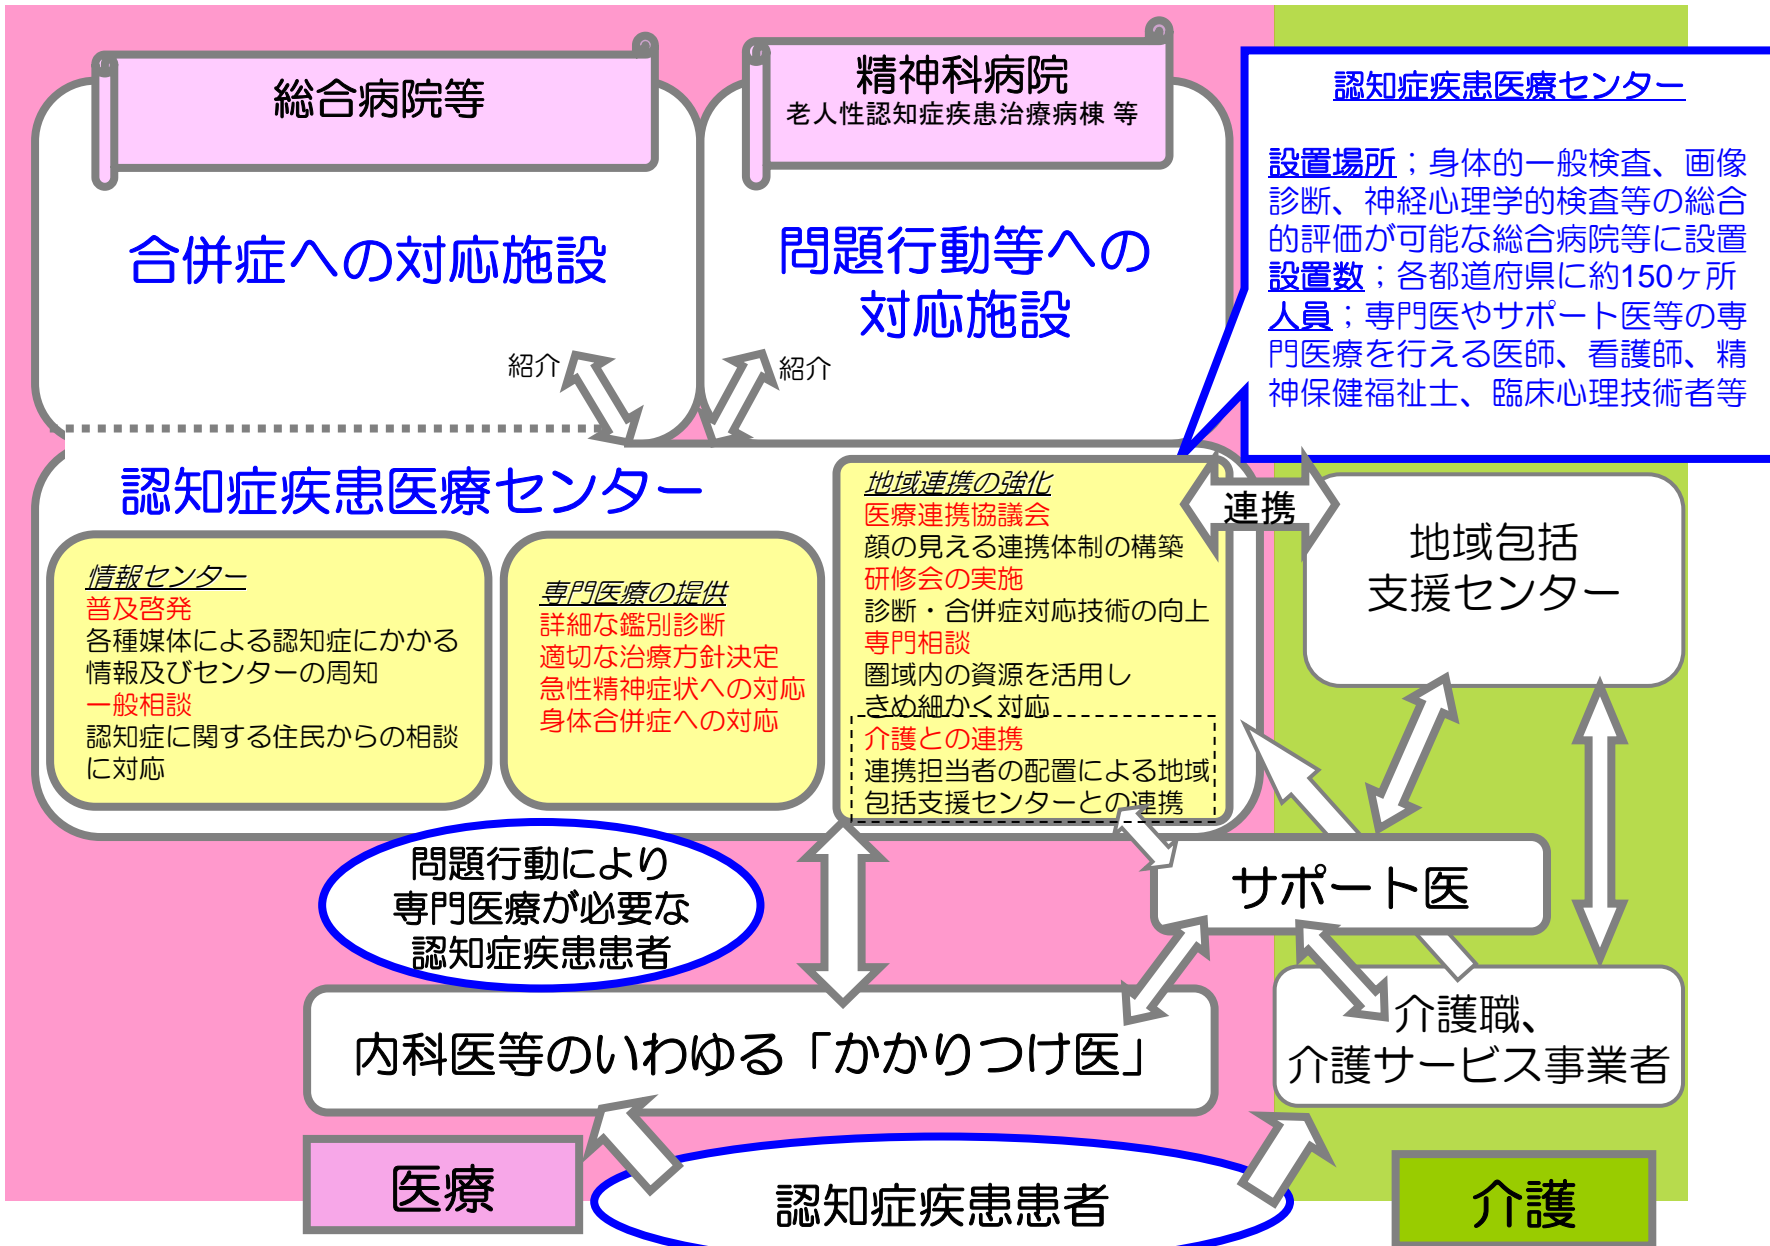 総合病院等
精神科病院
老人性認知症疾患治療病棟 等
合併症への対応施設
問題行動等への
対応施設
紹介
紹介
認知症疾患医療センター
設置場所；身体的一般検査、画像
診断、神経心理学的検査等の総合
的評価が可能な総合病院等に設置
設置数；各都道府県に約150ヶ所
人員；専門医やサポート医等の専
門医療を行える医師、看護師、精
神保健福祉士、臨床心理技術者等
認知症疾患医療センター
情報センター
普及啓発
各種媒体による認知症にかかる
情報及びセンターの周知
一般相談
認知症に関する住民からの相談
に対応
専門医療の提供
詳細な鑑別診断
適切な治療方針決定
急性精神症状への対応
身体合併症への対応
地域連携の強化
医療連携協議会
顔の見える連携体制の構築
研修会の実施
診断・合併症対応技術の向上
専門相談
圏域内の資源を活用し
きめ細かく対応
介護との連携
連携担当者の配置による地域
包括支援センターとの連携
連携
地域包括
支援センター
問題行動により
専門医療が必要な
認知症疾患患者
サポート医
内科医等のいわゆる「かかりつけ医」
介護職、
介護サービス事業者
医療
認知症疾患患者
介護